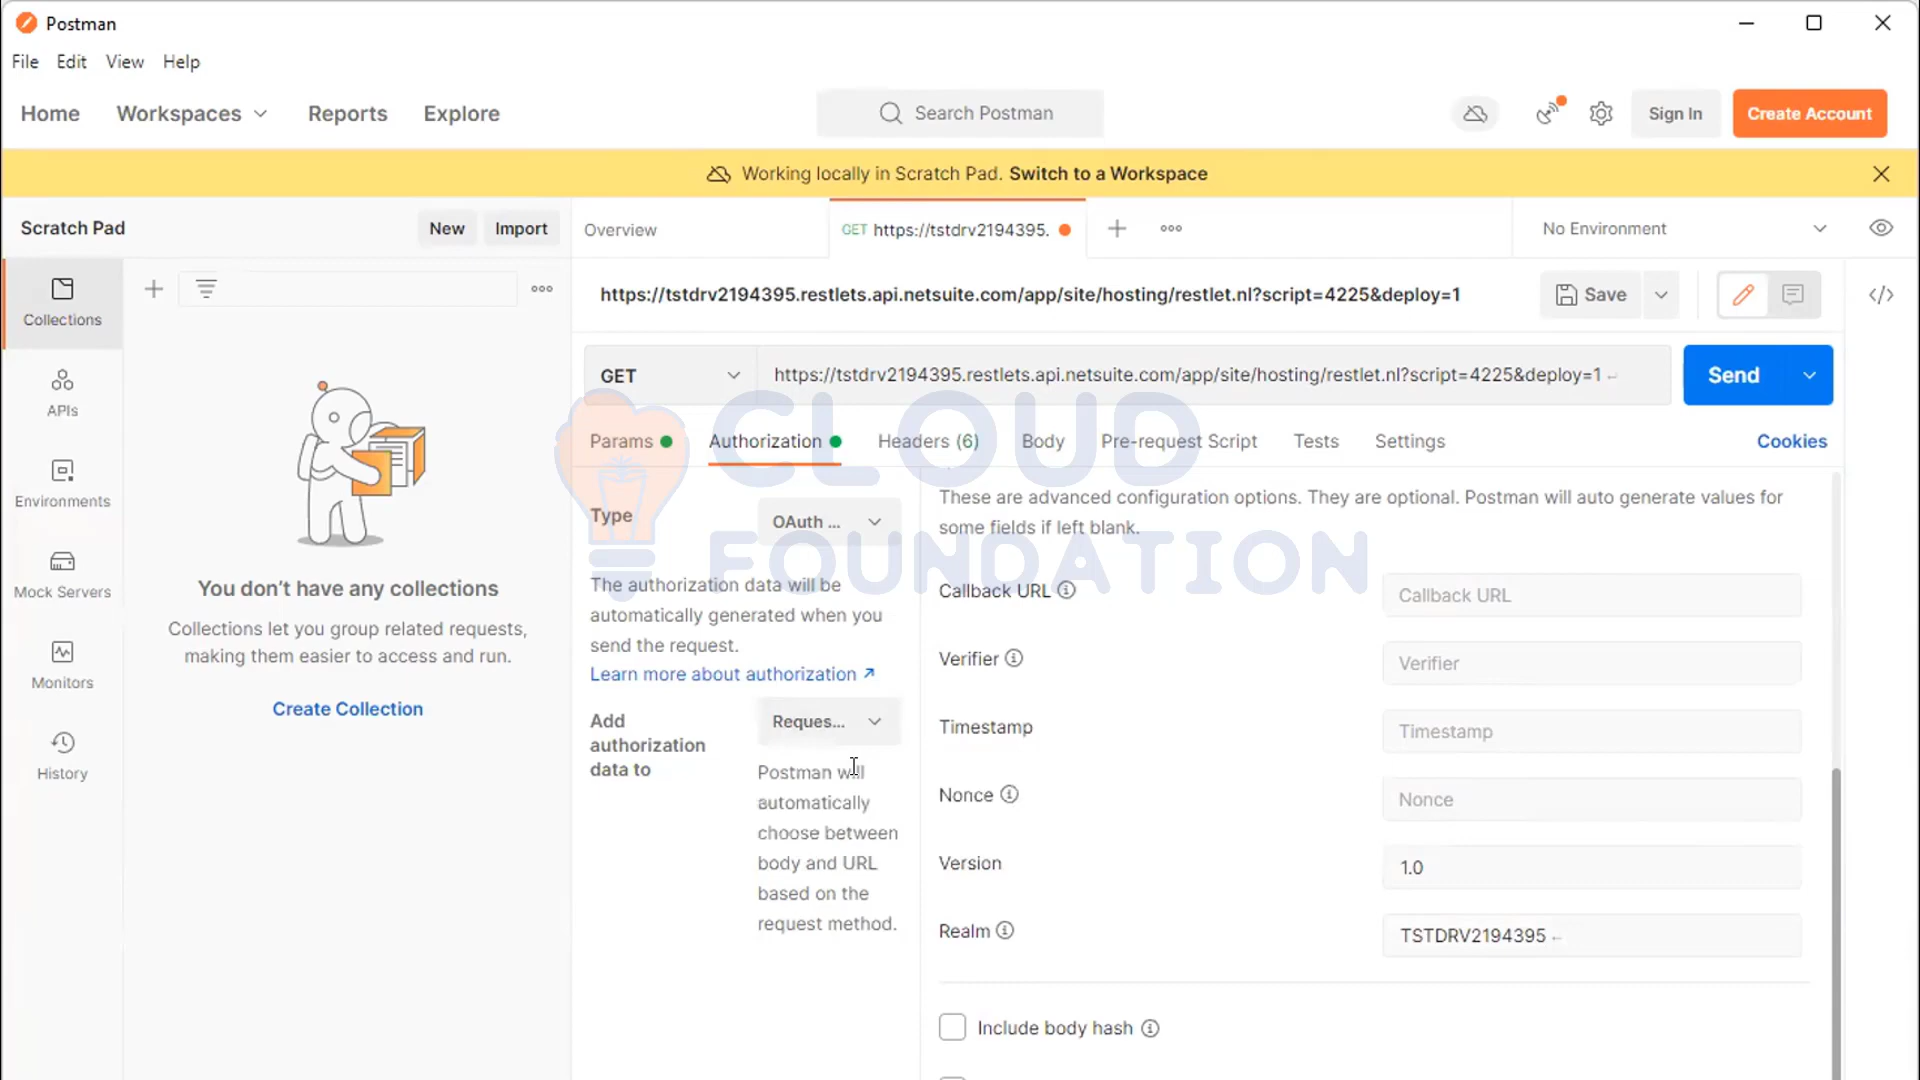 Postman
File Edit View Help
Home Workspaces Reports Explore Search Postman Sign In Create Account
Working locally in Scratch Pad. Switch to a Workspace
Scratch Pad New Import Overview GET https://tstdrv2194395. No Environment
https://tstdrv2194395.restlets.api.netsuite.com/app/site/hosting/restlet.nl?script=4225&deploy=1 Save
Collections
APIs
Environments
Mock Servers
Monitors
History
You don't have any collections
Collections let you group related requests,
making them easier to access and run.
Create Collection
GET https://tstdrv2194395.restlets.api.netsuite.com/app/site/hosting/restlet.nl?script=4225&deploy=1 Send
Params Authorization Headers (6) Body Pre-request Script Tests Settings Cookies
CLOUD
FOUNDATION
Type OAuth ...
The authorization data will be
automatically generated when you
send the request.
Learn more about authorization ↗
Add
authorization
data to
Reques...
Postman will
automatically
choose between
body and URL
based on the
request method.
These are advanced configuration options. They are optional. Postman will auto generate values for
some fields if left blank.
Callback URL Callback URL
Verifier Verifier
Timestamp Timestamp
Nonce Nonce
Version 1.0
Realm TSTDRV2194395
Include body hash